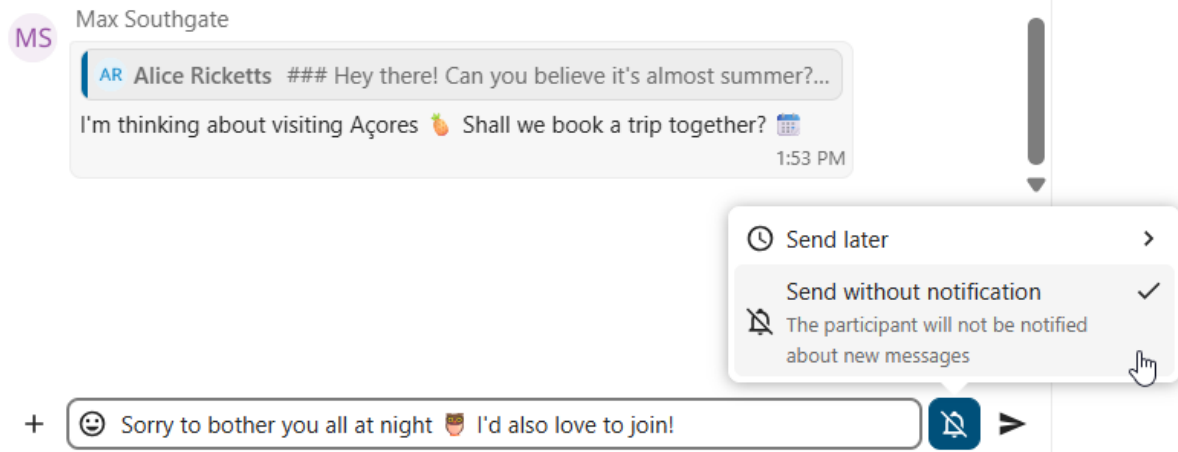 MS
Max Southgate
AR Alice Ricketts ### Hey there! Can you believe it's almost summer?...
I'm thinking about visiting Açores 🍍 Shall we book a trip together? 🗓️
1:53 PM
Send later
Send without notification
The participant will not be notified
about new messages
Sorry to bother you all at night 🦉 I'd also love to join!